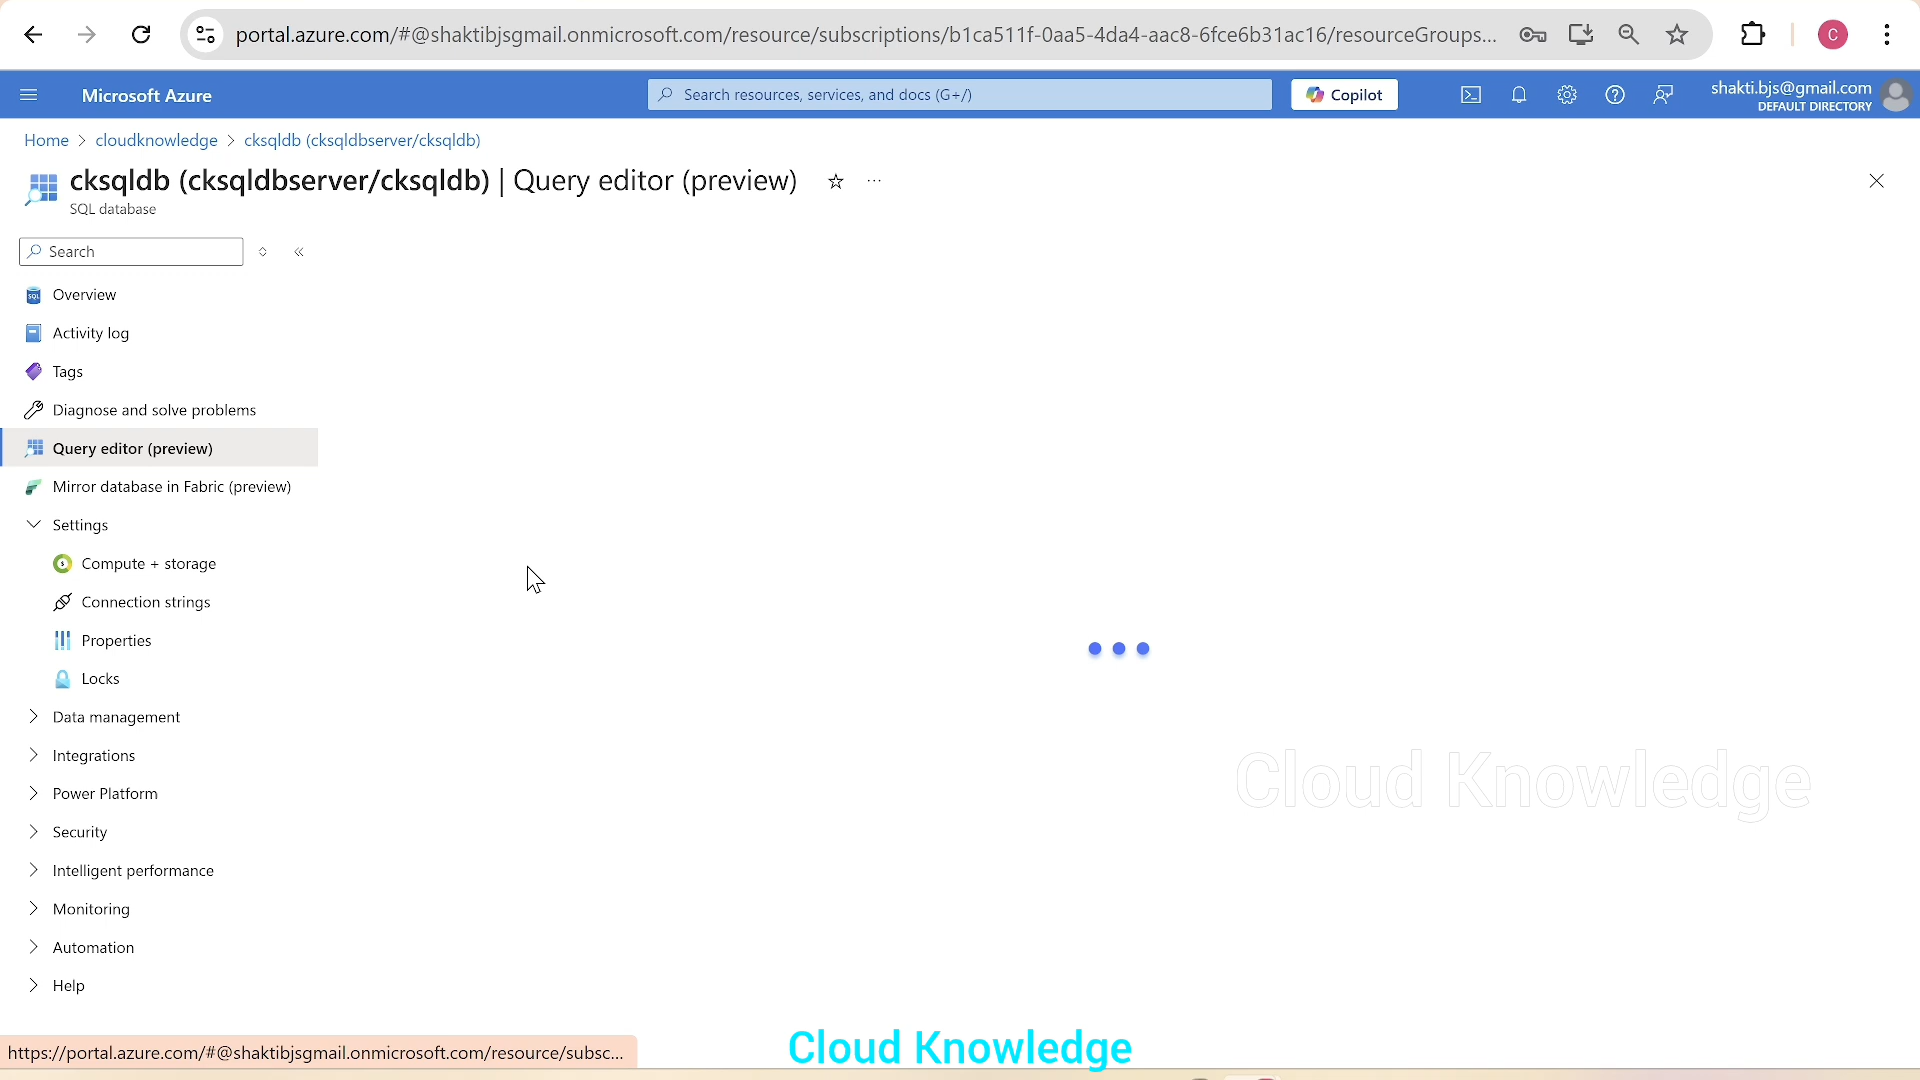 portal.azure.com/#@shaktibjsgmail.onmicrosoft.com/resource/subscriptions/b1ca511f-0aa5-4da4-aac8-6fce6b31ac16/resourceGroups...
C
Microsoft Azure
Search resources, services, and docs (G+/)
Copilot
shakti.bjs@gmail.com
DEFAULT DIRECTORY
Home > cloudknowledge > cksqldb (cksqldbserver/cksqldb)
cksqldb (cksqldbserver/cksqldb) | Query editor (preview)
SQL database
Search
Overview
Activity log
Tags
Diagnose and solve problems
Query editor (preview)
Mirror database in Fabric (preview)
Settings
Compute + storage
Connection strings
Properties
Locks
Data management
Integrations
Power Platform
Cloud Knowledge
Security
Intelligent performance
Monitoring
Automation
Help
https://portal.azure.com/#@shaktibjsgmail.onmicrosoft.com/resource/subsc...
Cloud Knowledge